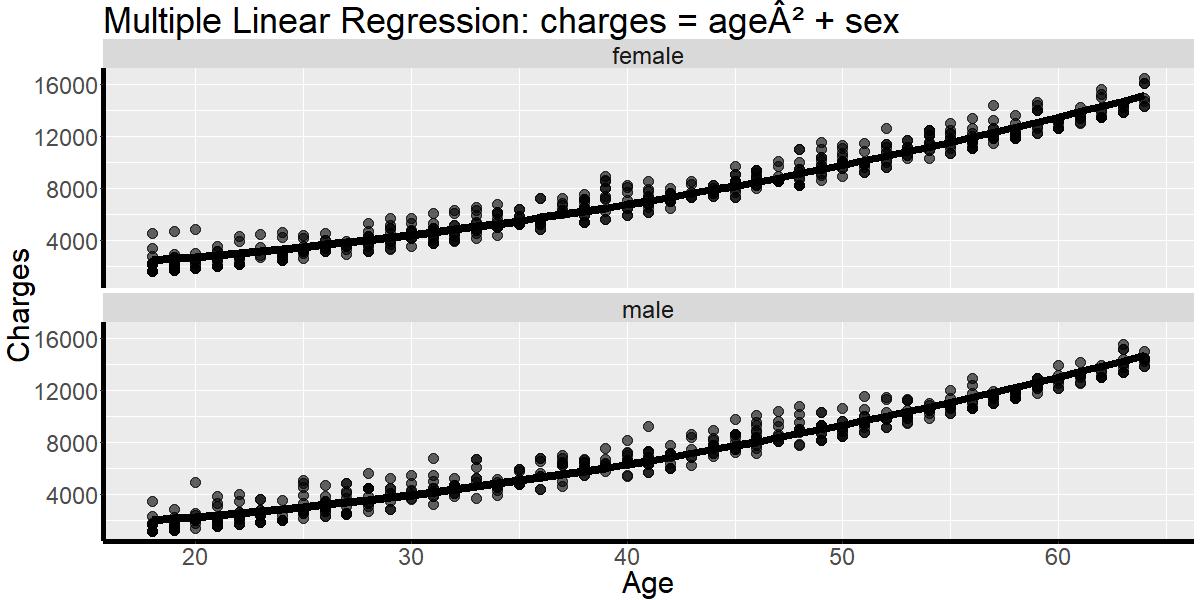 Multiple Linear Regression: charges = ageÂ² + sex
female
16000
12000
8000
4000
male
16000
12000
8000
4000
Charges
20 30 40 50 60
Age